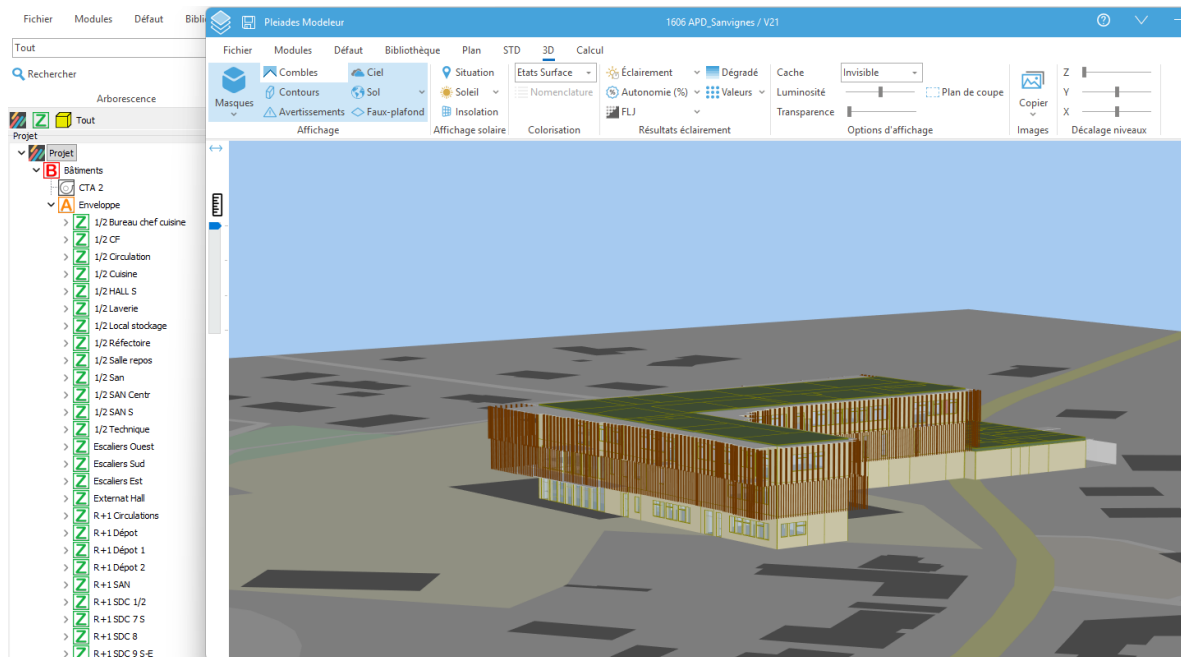 Fichier Modules Défaut
Tout
Rechercher
Arborescence
Z Tout
Projet
Projet
B Bâtiments
CTA 2
A Enveloppe
Z 1/2 Bureau chef cuisine
Z 1/2 CF
Z 1/2 Circulation
Z 1/2 Cuisine
Z 1/2 HALL S
Z 1/2 Laverie
Z 1/2 Local stockage
Z 1/2 Réfectoire
Z 1/2 Salle repos
Z 1/2 San
Z 1/2 SAN Centr
Z 1/2 SAN S
Z 1/2 Technique
Z Escaliers Ouest
Z Escaliers Sud
Z Escaliers Est
Z Externat Hall
Z R+1 Circulations
Z R+1 Dépot
Z R+1 Dépot 1
Z R+1 Dépot 2
Z R+1 SAN
Z R+1 SDC 1/2
Z R+1 SDC 7 S
Z R+1 SDC 8
Z R+1 SDC 9 S-E
Pleiades Modeleur 1606 APD_Sanvignes / V21
Fichier Modules Défaut Bibliothèque Plan STD 3D Calcul
Masques
Combles Ciel
Contours Sol
Avertissements Faux-plafond
Affichage
Situation
Soleil
Insolation
Affichage solaire
Etats Surface
Nomenclature
Colorisation
Éclairement Dégradé
Autonomie (%) Valeurs
FLJ
Résultats éclairement
Cache Invisible
Luminosité Plan de coupe
Transparence
Options d'affichage
Copier
Images
Z
Y
X
Décalage niveaux